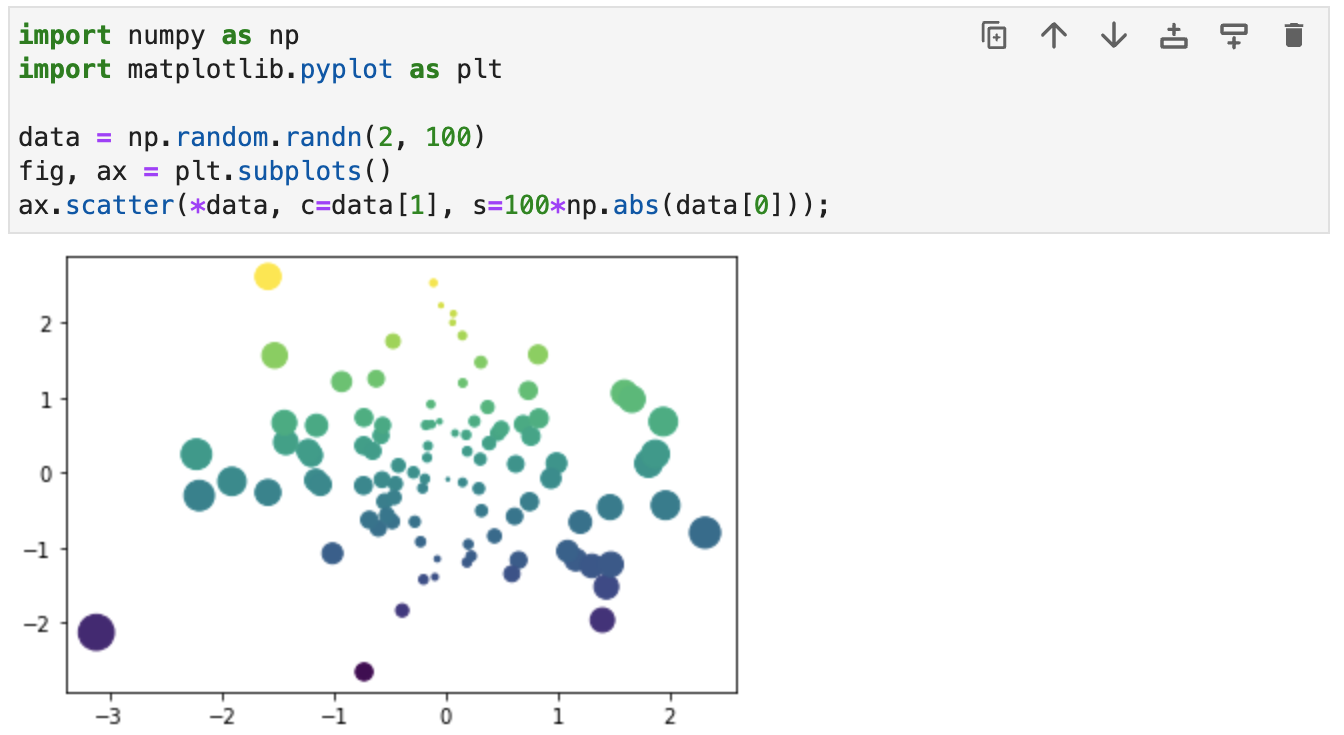 import numpy as np
import matplotlib.pyplot as plt

data = np.random.randn(2, 100)
fig, ax = plt.subplots()
ax.scatter(*data, c=data[1], s=100*np.abs(data[0]));
2
1
0
−1
−2
−3 −2 −1 0 1 2